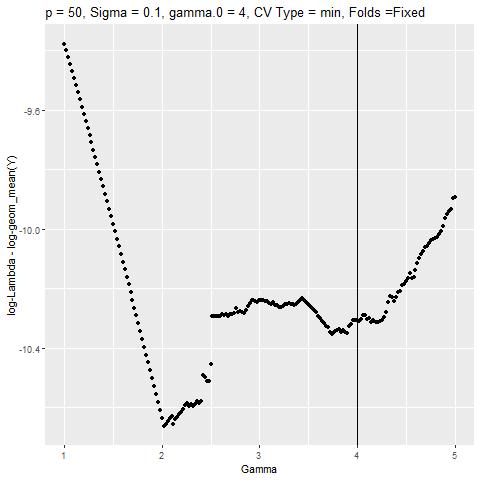 p = 50, Sigma = 0.1, gamma.0 = 4, CV Type = min, Folds =Fixed
log-Lambda - log-geom_mean(Y)
-9.6
-10.0
-10.4
1 2 3 4 5
Gamma